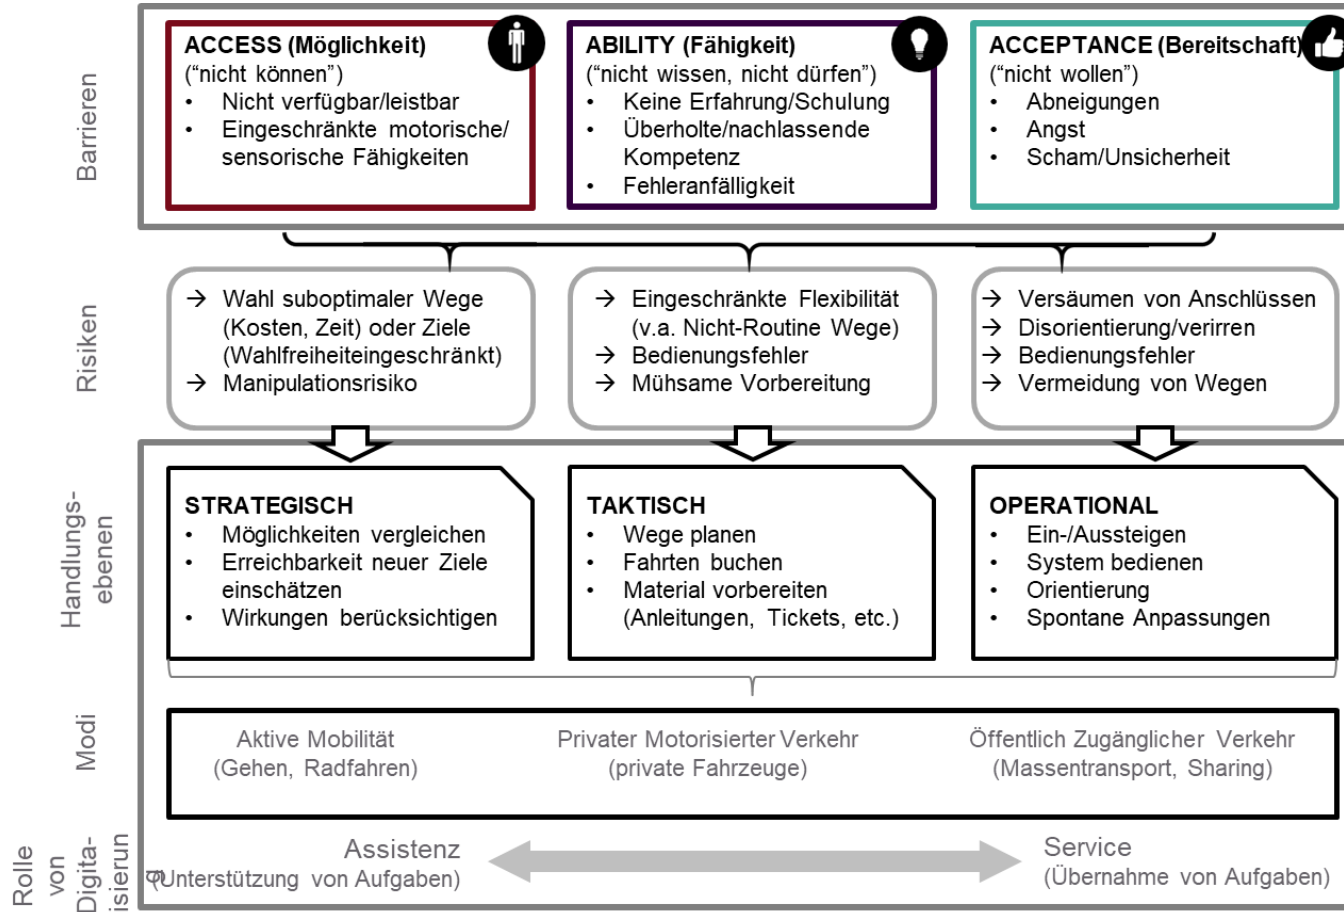 Barrieren
ACCESS (Möglichkeit)
(“nicht können”)
• Nicht verfügbar/leistbar
• Eingeschränkte motorische/
sensorische Fähigkeiten
ABILITY (Fähigkeit)
(“nicht wissen, nicht dürfen”)
• Keine Erfahrung/Schulung
• Überholte/nachlassende
Kompetenz
• Fehleranfälligkeit
ACCEPTANCE (Bereitschaft)
(“nicht wollen”)
• Abneigungen
• Angst
• Scham/Unsicherheit
Risiken
→ Wahl suboptimaler Wege
(Kosten, Zeit) oder Ziele
(Wahlfreiheiteingeschränkt)
→ Manipulationsrisiko
→ Eingeschränkte Flexibilität
(v.a. Nicht-Routine Wege)
→ Bedienungsfehler
→ Mühsame Vorbereitung
→ Versäumen von Anschlüssen
→ Disorientierung/verirren
→ Bedienungsfehler
→ Vermeidung von Wegen
Handlungs-
ebenen
STRATEGISCH
• Möglichkeiten vergleichen
• Erreichbarkeit neuer Ziele
einschätzen
• Wirkungen berücksichtigen
TAKTISCH
• Wege planen
• Fahrten buchen
• Material vorbereiten
(Anleitungen, Tickets, etc.)
OPERATIONAL
• Ein-/Aussteigen
• System bedienen
• Orientierung
• Spontane Anpassungen
Modi
Aktive Mobilität
(Gehen, Radfahren)
Privater Motorisierter Verkehr
(private Fahrzeuge)
Öffentlich Zugänglicher Verkehr
(Massentransport, Sharing)
Rolle
von
Digita-
isierun
g
Assistenz
(Unterstützung von Aufgaben)
Service
(Übernahme von Aufgaben)